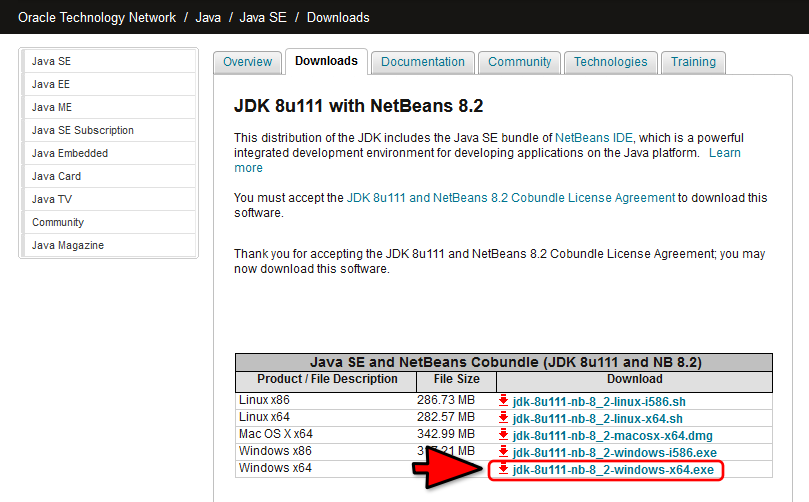 Oracle Technology Network / Java / Java SE / Downloads
Java SE
Java EE
Java ME
Java SE Subscription
Java Embedded
Java Card
Java TV
Community
Java Magazine
Overview Downloads Documentation Community Technologies Training
JDK 8u111 with NetBeans 8.2
This distribution of the JDK includes the Java SE bundle of NetBeans IDE, which is a powerful
integrated development environment for developing applications on the Java platform. Learn
more
You must accept the JDK 8u111 and NetBeans 8.2 Cobundle License Agreement to download this
software.
Thank you for accepting the JDK 8u111 and NetBeans 8.2 Cobundle License Agreement; you may
now download this software.
Java SE and NetBeans Cobundle (JDK 8u111 and NB 8.2)
Product / File Description File Size Download
Linux x86 286.73 MB jdk-8u111-nb-8_2-linux-i586.sh
Linux x64 282.57 MB jdk-8u111-nb-8_2-linux-x64.sh
Mac OS X x64 342.99 MB jdk-8u111-nb-8_2-macosx-x64.dmg
Windows x86 MB jdk-8u111-nb-8_2-windows-i586.exe
Windows x64 jdk-8u111-nb-8_2-windows-x64.exe